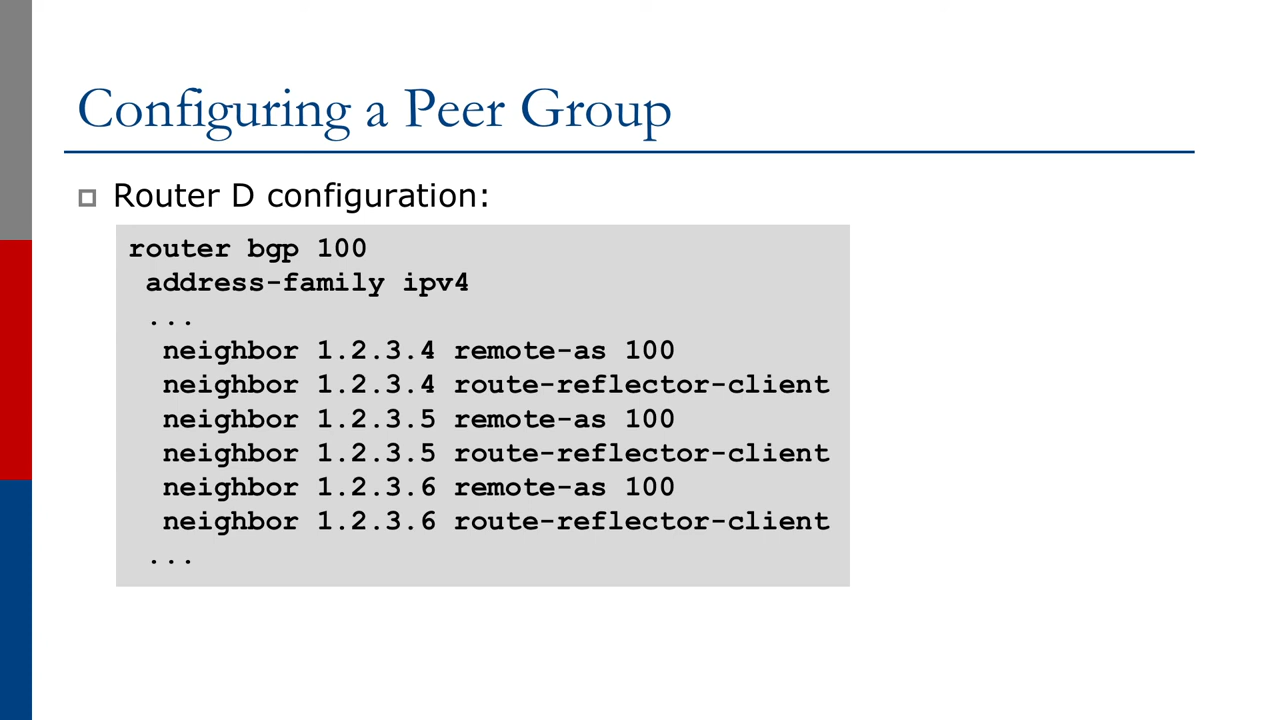 Configuring a Peer Group
Router D configuration:
router bgp 100
address-family ipv4
...
neighbor 1.2.3.4 remote-as 100
neighbor 1.2.3.4 route-reflector-client
neighbor 1.2.3.5 remote-as 100
neighbor 1.2.3.5 route-reflector-client
neighbor 1.2.3.6 remote-as 100
neighbor 1.2.3.6 route-reflector-client
...